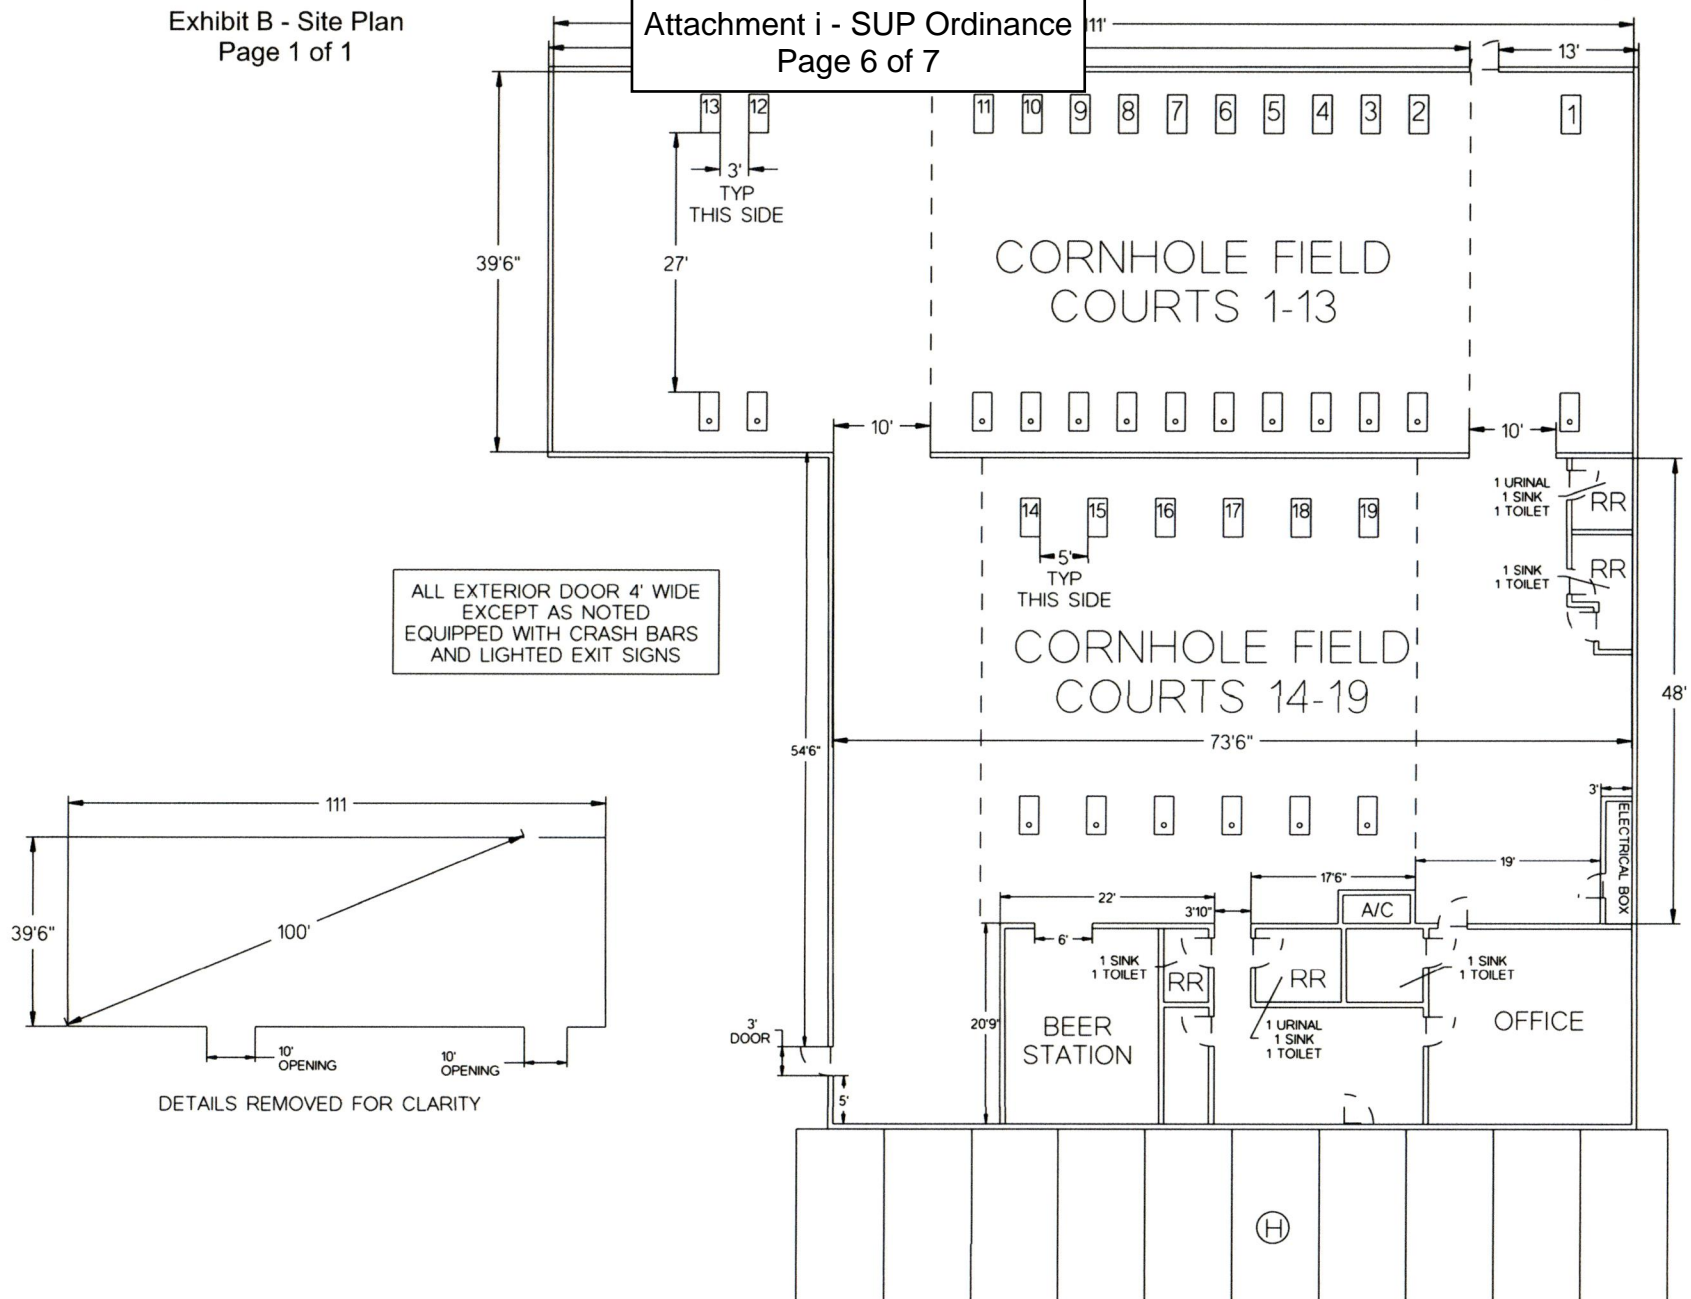 Exhibit B - Site Plan
Page 1 of 1
Attachment i - SUP Ordinance
Page 6 of 7
11'
13'
13
12
11
10
9
8
7
6
5
4
3
2
1
3'
TYP
THIS SIDE
39'6"
27'
CORNHOLE FIELD
COURTS 1-13
10'
10'
1 URINAL
1 SINK
1 TOILET
RR
14
15
16
17
18
19
5'
TYP
THIS SIDE
1 SINK
1 TOILET
RR
ALL EXTERIOR DOOR 4' WIDE
EXCEPT AS NOTED
EQUIPPED WITH CRASH BARS
AND LIGHTED EXIT SIGNS
CORNHOLE FIELD
COURTS 14-19
48'
73'6"
54'6"
3'
ELECTRICAL BOX
111
39'6"
100'
10'
OPENING
10'
OPENING
DETAILS REMOVED FOR CLARITY
19'
17'6"
22'
3'10"
A/C
6'
1 SINK
1 TOILET
RR
RR
1 SINK
1 TOILET
20'9"
BEER
STATION
1 URINAL
1 SINK
1 TOILET
OFFICE
3'
DOOR
5'
H